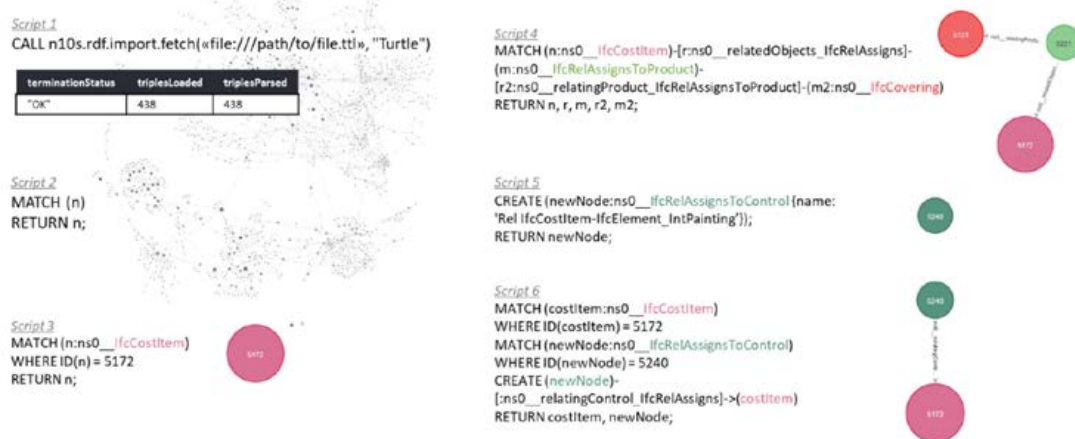 Script 1
CALL n10s.rdf.import.fetch(«file:///path/to/file.ttl», "Turtle")
terminationStatus triplesLoaded triplesParsed
"OK" 438 438
Script 2
MATCH (n)
RETURN n;
Script 3
MATCH (n:ns0__IfcCostItem)
WHERE ID(n) = 5172
RETURN n;
5172
Script 4
MATCH (n:ns0__IfcCostItem)-[r:ns0__relatedObjects_IfcRelAssigns]-
(m:ns0__IfcRelAssignsToProduct)-
[r2:ns0__relatingProduct_IfcRelAssignsToProduct]-(m2:ns0__IfcCovering)
RETURN n, r, m, r2, m2;
5172
Script 5
CREATE (newNode:ns0__IfcRelAssignsToControl {name:
'Rel IfcCostItem-IfcElement_IntPainting'});
RETURN newNode;
5240
Script 6
MATCH (costItem:ns0__IfcCostItem)
WHERE ID(costItem) = 5172
MATCH (newNode:ns0__IfcRelAssignsToControl)
WHERE ID(newNode) = 5240
CREATE (newNode)-
[:ns0__relatingControl_IfcRelAssigns]->(costItem)
RETURN costItem, newNode;
5240
5172